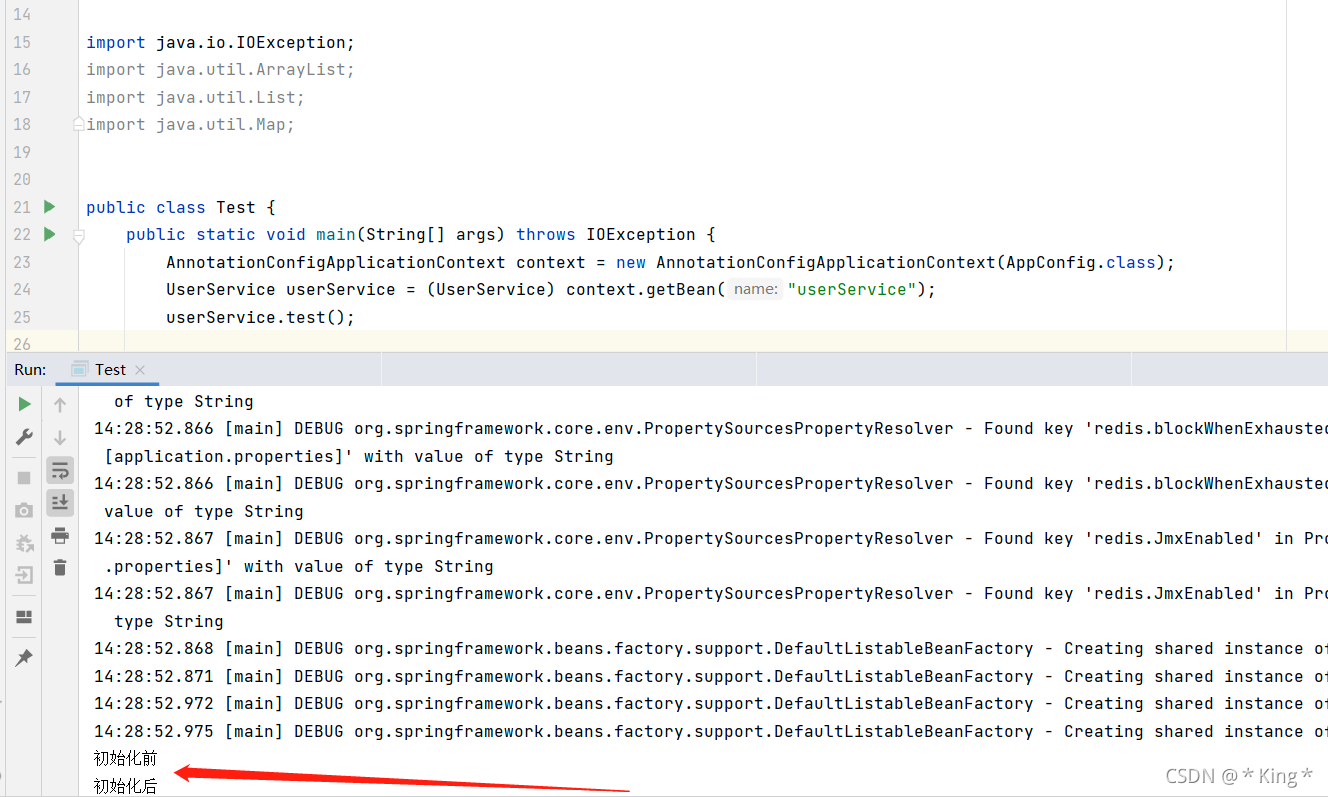 14
15 import java.io.IOException;
16 import java.util.ArrayList;
17 import java.util.List;
18 import java.util.Map;
19
20
21 public class Test {
22 public static void main(String[] args) throws IOException {
23 AnnotationConfigApplicationContext context = new AnnotationConfigApplicationContext(AppConfig.class);
24 UserService userService = (UserService) context.getBean( name: "userService");
25 userService.test();
26
Run: Test
of type String
14:28:52.866 [main] DEBUG org.springframework.core.env.PropertySourcesPropertyResolver - Found key 'redis.blockWhenExhausted
[application.properties]' with value of type String
14:28:52.866 [main] DEBUG org.springframework.core.env.PropertySourcesPropertyResolver - Found key 'redis.blockWhenExhausted
value of type String
14:28:52.867 [main] DEBUG org.springframework.core.env.PropertySourcesPropertyResolver - Found key 'redis.JmxEnabled' in Pro
.properties]' with value of type String
14:28:52.867 [main] DEBUG org.springframework.core.env.PropertySourcesPropertyResolver - Found key 'redis.JmxEnabled' in Pro
type String
14:28:52.868 [main] DEBUG org.springframework.beans.factory.support.DefaultListableBeanFactory - Creating shared instance of
14:28:52.871 [main] DEBUG org.springframework.beans.factory.support.DefaultListableBeanFactory - Creating shared instance of
14:28:52.972 [main] DEBUG org.springframework.beans.factory.support.DefaultListableBeanFactory - Creating shared instance of
14:28:52.975 [main] DEBUG org.springframework.beans.factory.support.DefaultListableBeanFactory - Creating shared instance of
初始化前
初始化后
CSDN @*King*